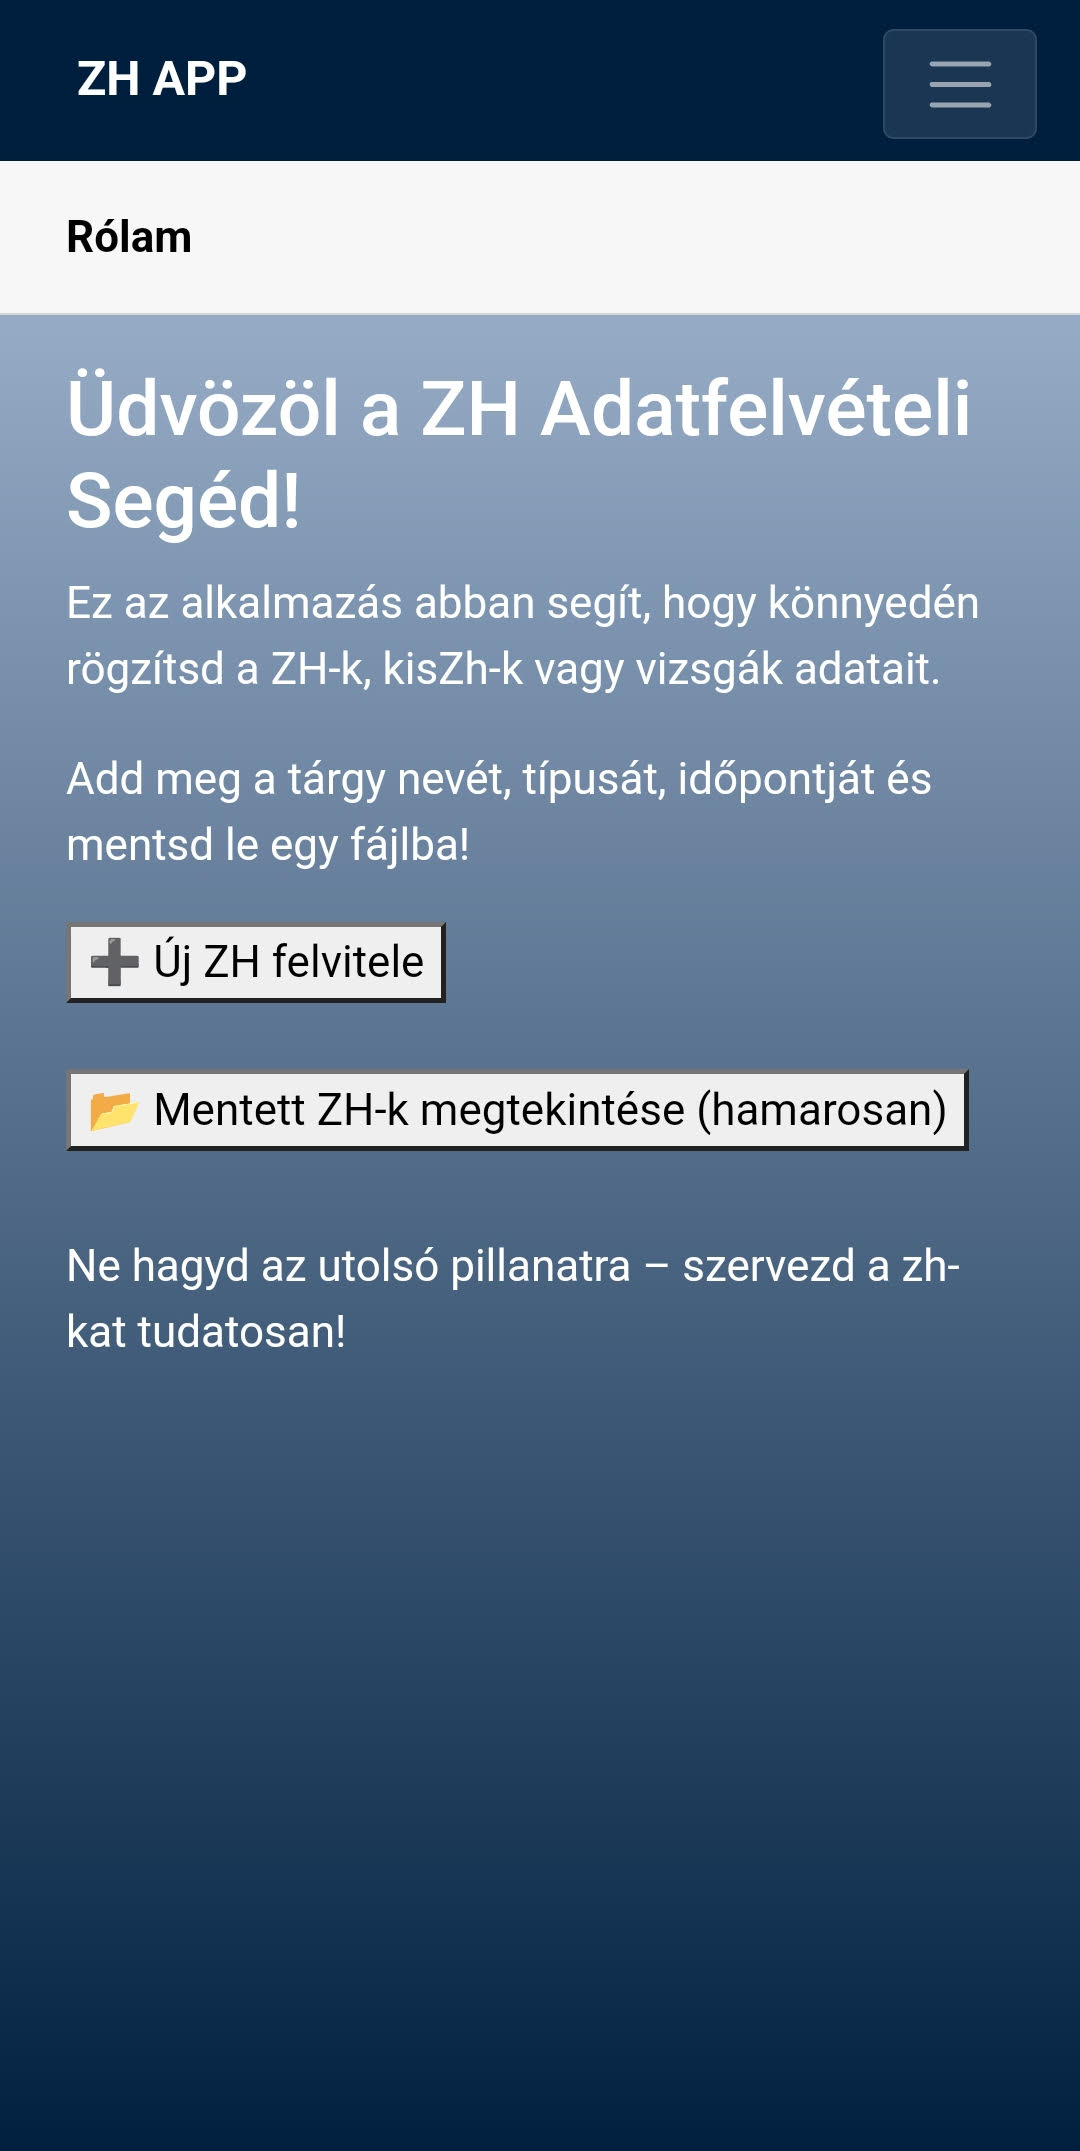 ZH APP
Rólam
Üdvözöl a ZH Adatfelvételi
Segéd!
Ez az alkalmazás abban segít, hogy könnyedén
rögzítsd a ZH-k, kisZh-k vagy vizsgák adatait.
Add meg a tárgy nevét, típusát, időpontját és
mentsd le egy fájlba!
➕ Új ZH felvitele
📂 Mentett ZH-k megtekintése (hamarosan)
Ne hagyd az utolsó pillanatra – szervezd a zh-
kat tudatosan!